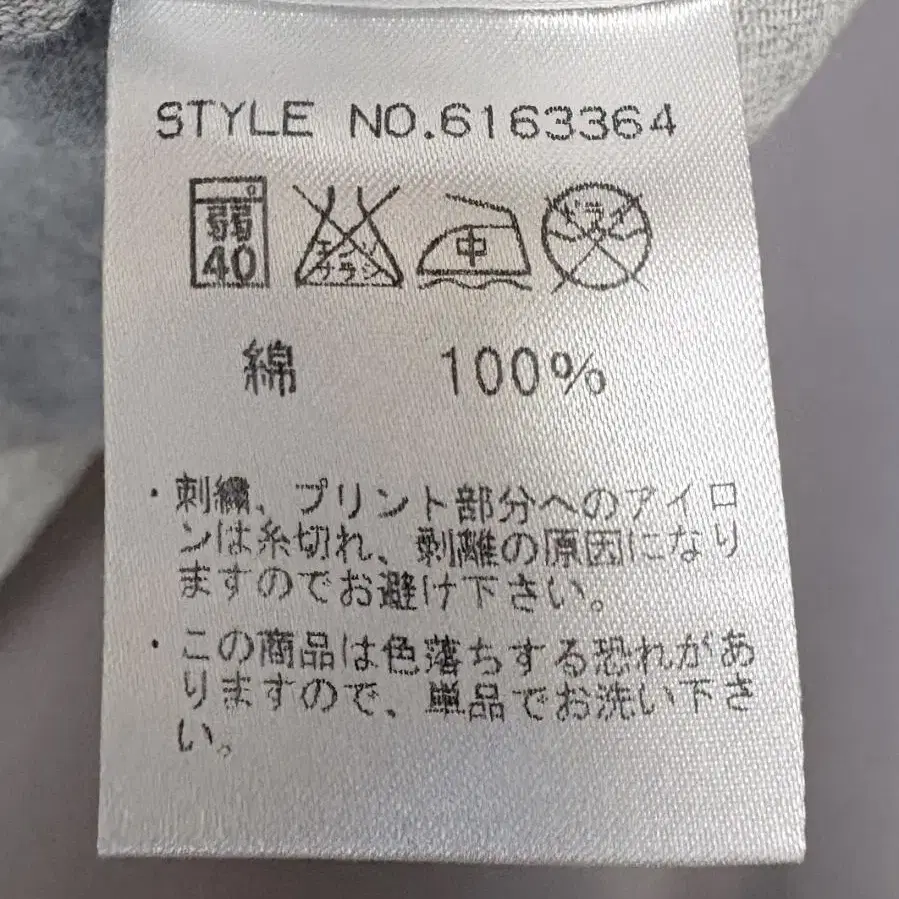 STYLE NO.6163364
弱 40 エンソサラシ 中 ドライ
綿 100%
・刺繍、プリント部分へのアイロ
ンは糸切れ、剥離の原因になり
ますのでお避け下さい。
・この商品は色落ちする恐れがあ
りますので、単品でお洗い下さ
い。